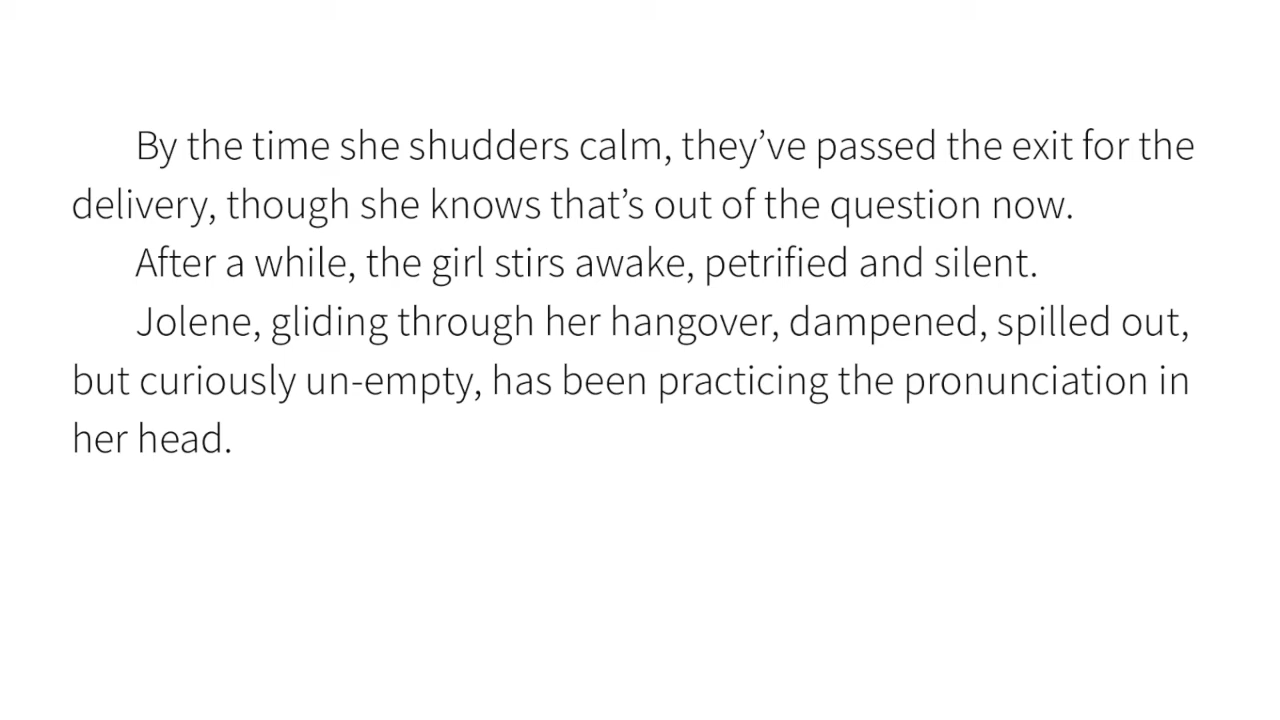 By the time she shudders calm, they’ve passed the exit for the
delivery, though she knows that’s out of the question now.
After a while, the girl stirs awake, petrified and silent.
Jolene, gliding through her hangover, dampened, spilled out,
but curiously un-empty, has been practicing the pronunciation in
her head.